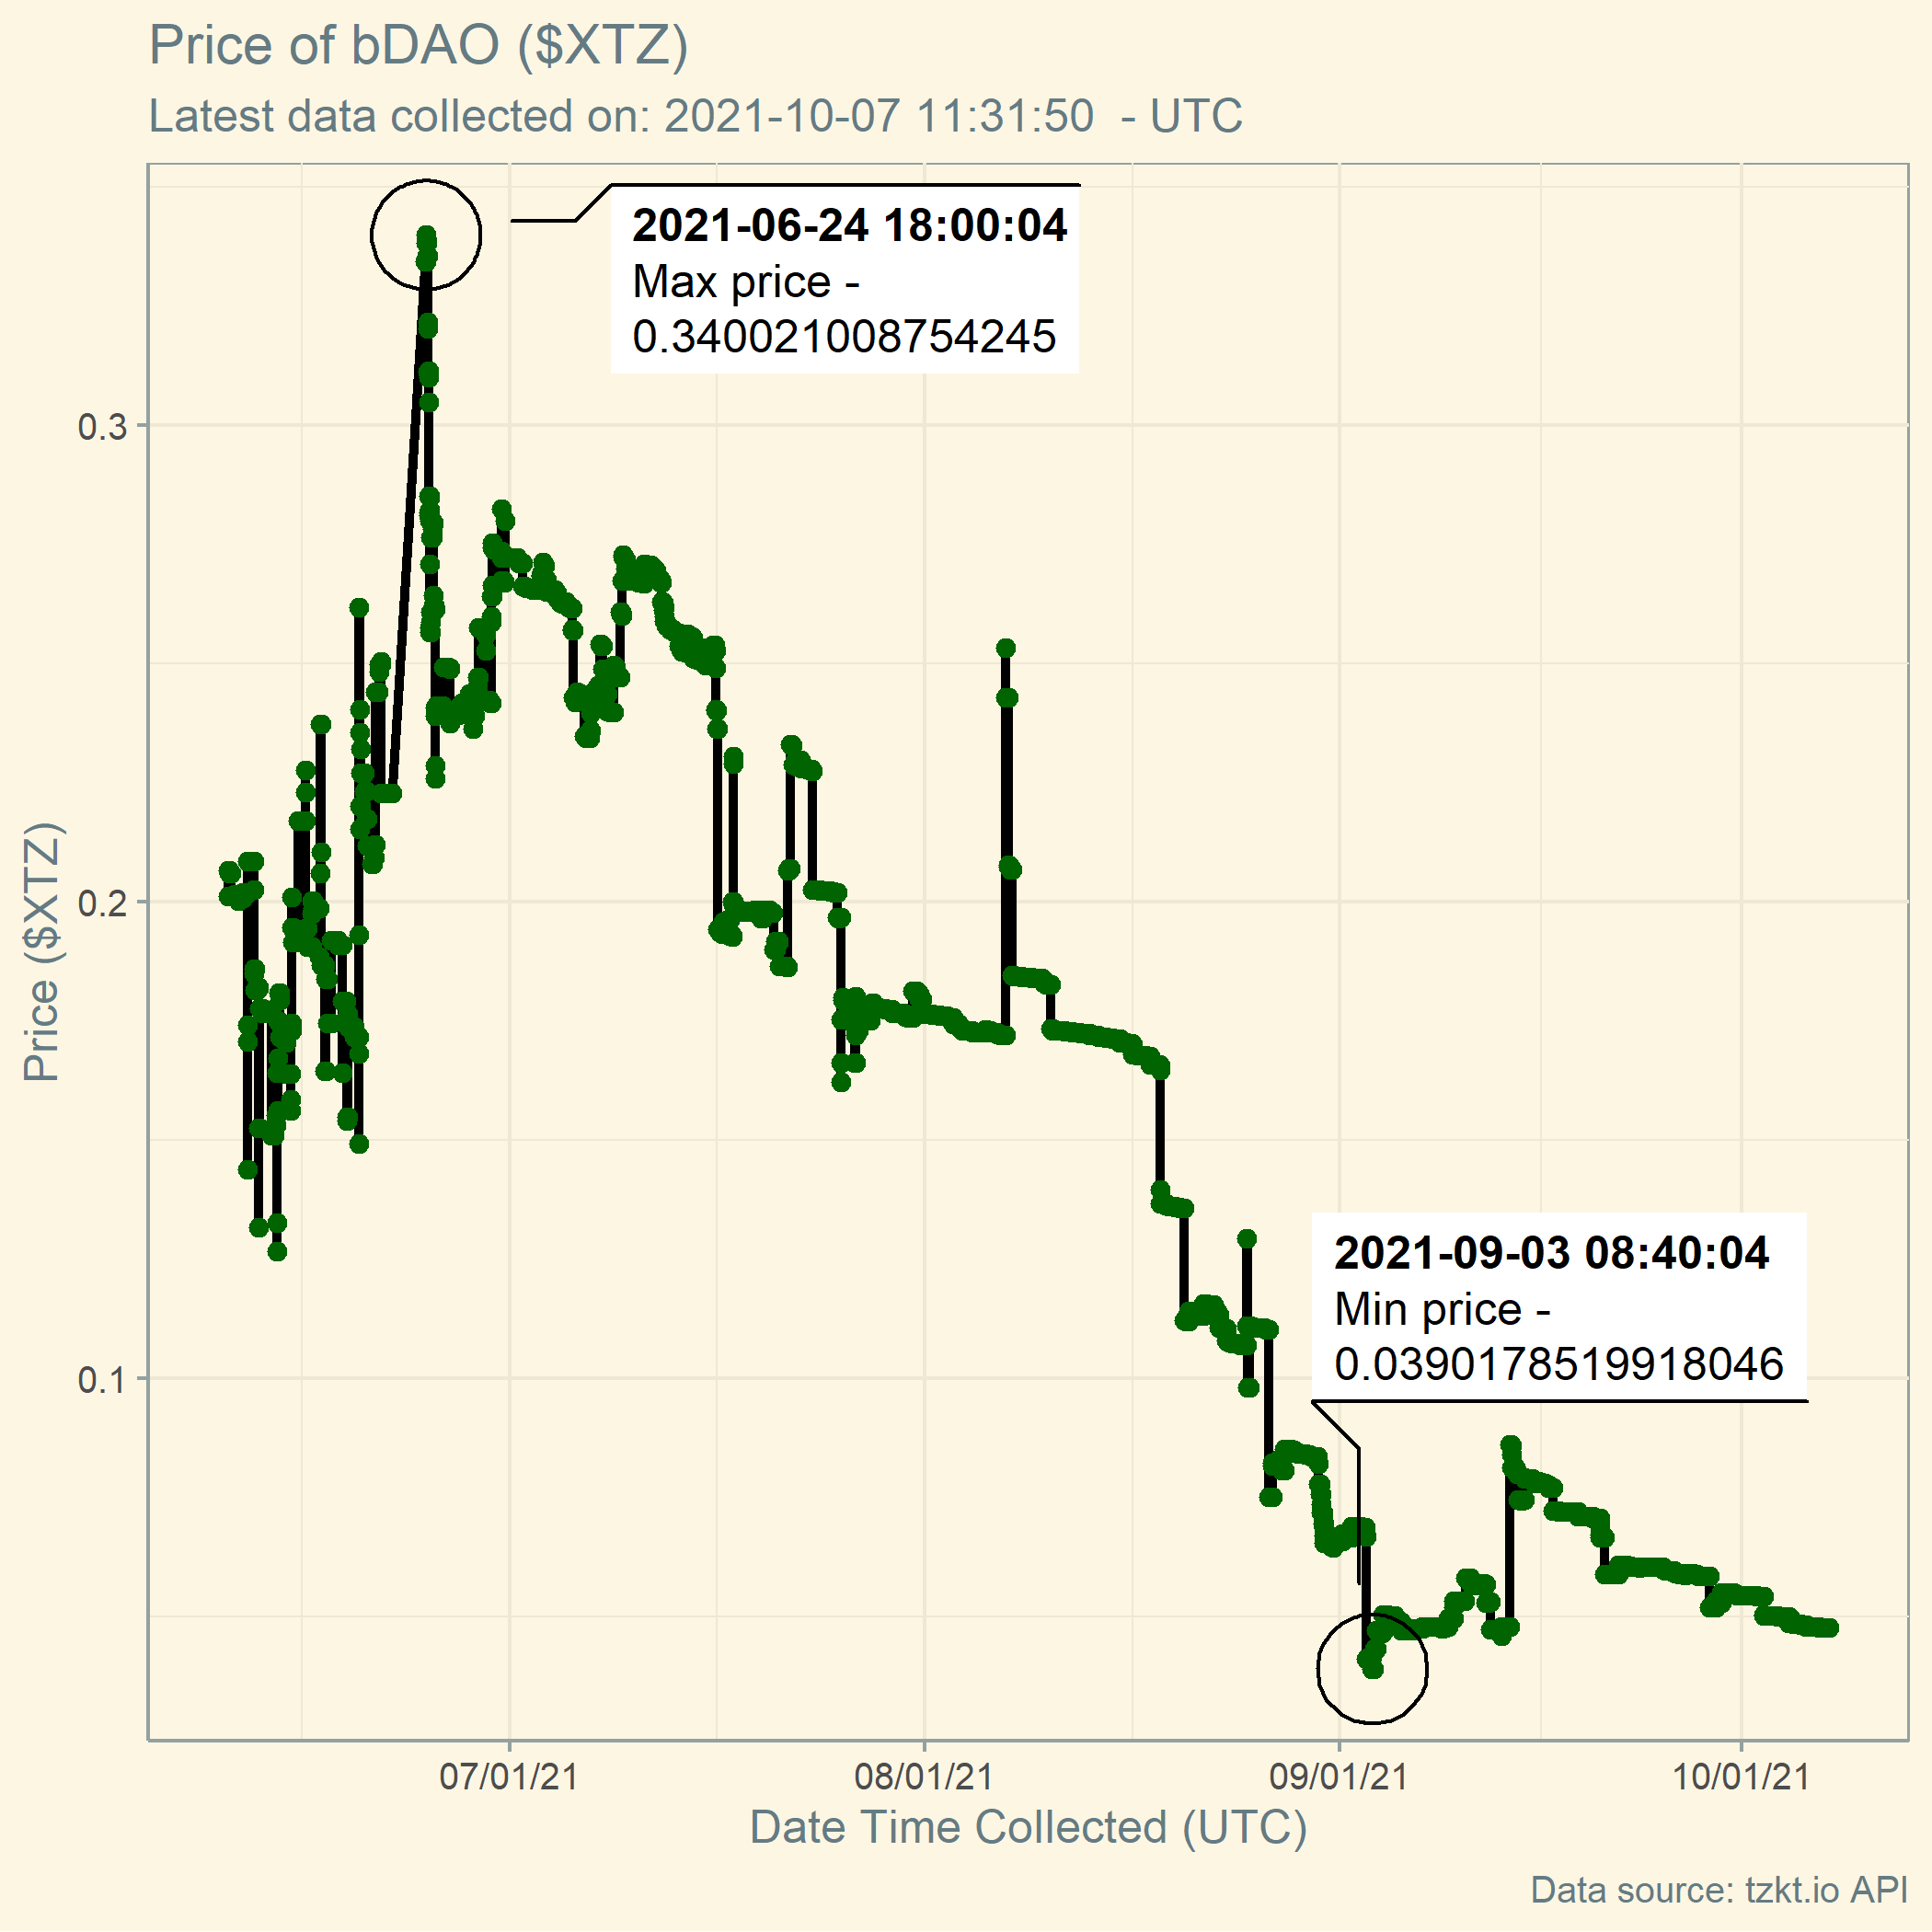 Price of bDAO ($XTZ)
Latest data collected on: 2021-10-07 11:31:50  - UTC
2021-06-24 18:00:04
Max price -
0.340021008754245
0.3
0.2
0.1
Price ($XTZ)
2021-09-03 08:40:04
Min price -
0.0390178519918046
07/01/21
08/01/21
09/01/21
10/01/21
Date Time Collected (UTC)
Data source: tzkt.io API